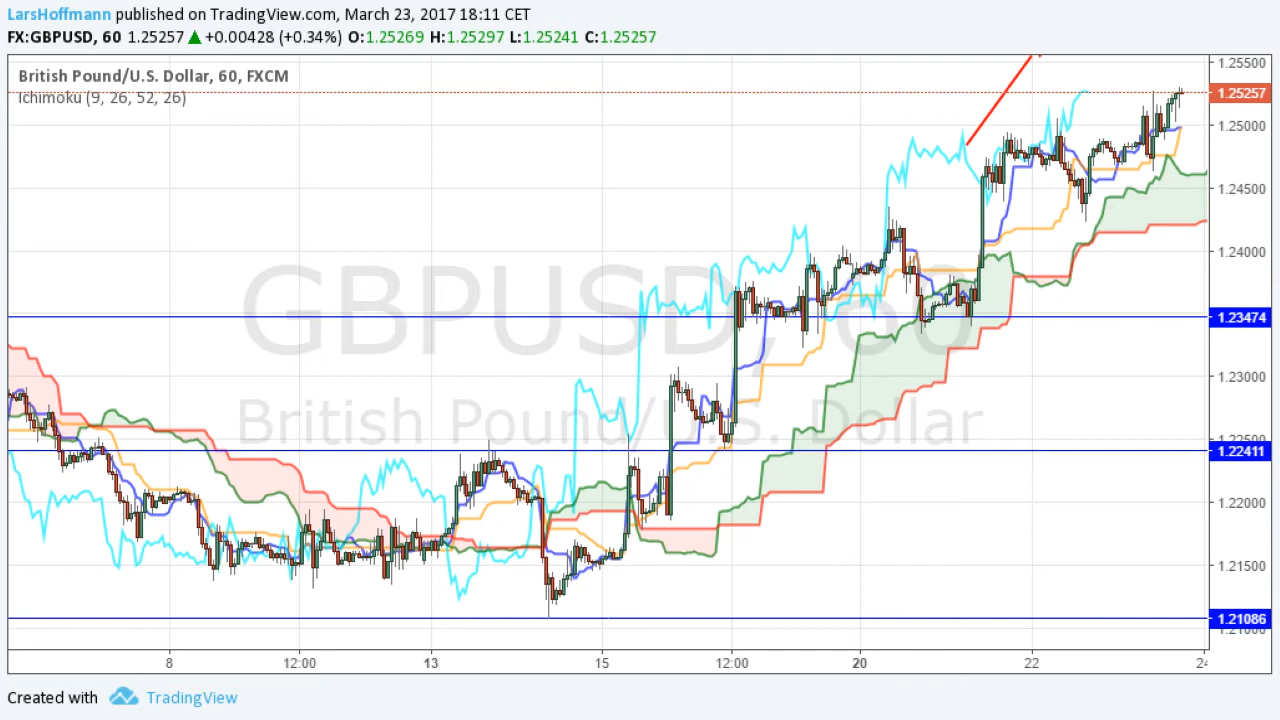 LarsHoffmann published on TradingView.com, March 23, 2017 18:11 CET
FX:GBPUSD, 60 1.25257 ▲ +0.00428 (+0.34%) O:1.25269 H:1.25297 L:1.25241 C:1.25257
British Pound/U.S. Dollar, 60, FXCM
Ichimoku (9, 26, 52, 26)
GBPUSD, 60
British Pound/U.S. Dollar
1.25500
1.25257
1.25000
1.24500
1.24000
1.23474
1.23000
1.22500
1.22411
1.22000
1.21500
1.21086
1.21000
8 12:00 13 15 12:00 20 22 24
Created with TradingView